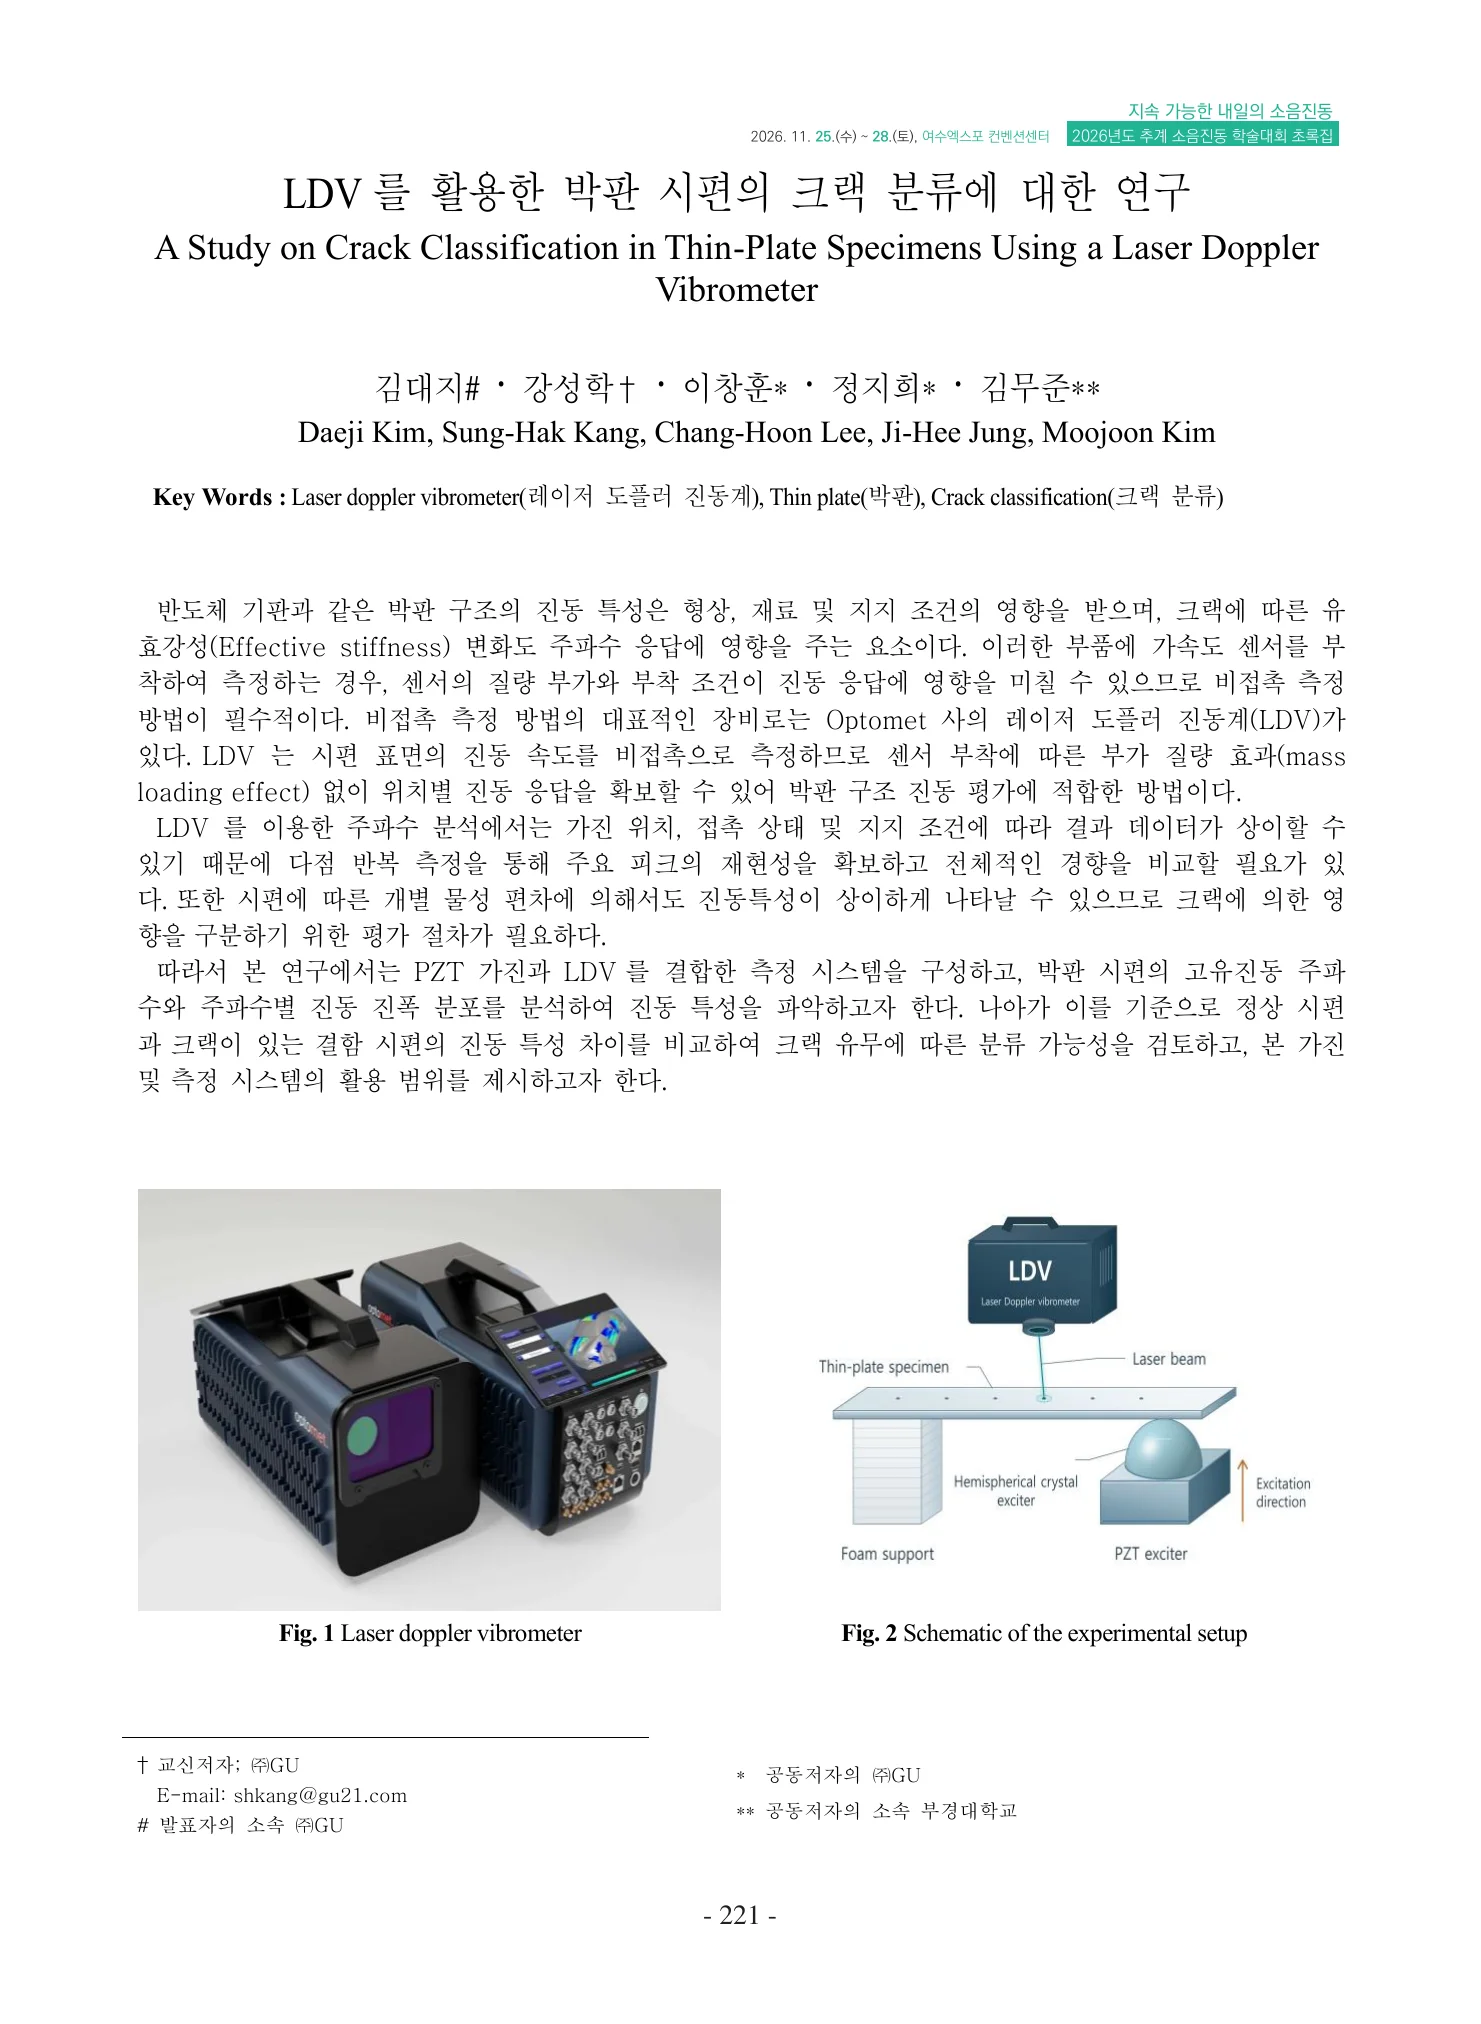 지속 가능한 내일의 소음진동
2026. 11. 25.(수) ~ 28.(토), 여수엑스포 컨벤션센터 2026년도 추계 소음진동 학술대회 초록집
LDV 를 활용한 박판 시편의 크랙 분류에 대한 연구
A Study on Crack Classification in Thin-Plate Specimens Using a Laser Doppler
Vibrometer
김대지# · 강성학† · 이창훈* · 정지희* · 김무준**
Daeji Kim, Sung-Hak Kang, Chang-Hoon Lee, Ji-Hee Jung, Moojoon Kim
Key Words : Laser doppler vibrometer(레이저 도플러 진동계), Thin plate(박판), Crack classification(크랙 분류)
반도체 기판과 같은 박판 구조의 진동 특성은 형상, 재료 및 지지 조건의 영향을 받으며, 크랙에 따른 유
효강성(Effective stiffness) 변화도 주파수 응답에 영향을 주는 요소이다. 이러한 부품에 가속도 센서를 부
착하여 측정하는 경우, 센서의 질량 부가와 부착 조건이 진동 응답에 영향을 미칠 수 있으므로 비접촉 측정
방법이 필수적이다. 비접촉 측정 방법의 대표적인 장비로는 Optomet 사의 레이저 도플러 진동계(LDV)가
있다. LDV 는 시편 표면의 진동 속도를 비접촉으로 측정하므로 센서 부착에 따른 부가 질량 효과(mass
loading effect) 없이 위치별 진동 응답을 확보할 수 있어 박판 구조 진동 평가에 적합한 방법이다.
LDV 를 이용한 주파수 분석에서는 가진 위치, 접촉 상태 및 지지 조건에 따라 결과 데이터가 상이할 수
있기 때문에 다점 반복 측정을 통해 주요 피크의 재현성을 확보하고 전체적인 경향을 비교할 필요가 있
다. 또한 시편에 따른 개별 물성 편차에 의해서도 진동특성이 상이하게 나타날 수 있으므로 크랙에 의한 영
향을 구분하기 위한 평가 절차가 필요하다.
따라서 본 연구에서는 PZT 가진과 LDV 를 결합한 측정 시스템을 구성하고, 박판 시편의 고유진동 주파
수와 주파수별 진동 진폭 분포를 분석하여 진동 특성을 파악하고자 한다. 나아가 이를 기준으로 정상 시편
과 크랙이 있는 결함 시편의 진동 특성 차이를 비교하여 크랙 유무에 따른 분류 가능성을 검토하고, 본 가진
및 측정 시스템의 활용 범위를 제시하고자 한다.
optomet
optomet
LDV
Laser Doppler vibrometer
Thin-plate specimen
Laser beam
Hemispherical crystal
exciter
Excitation
direction
Foam support
PZT exciter
Fig. 1 Laser doppler vibrometer
Fig. 2 Schematic of the experimental setup
† 교신저자; ㈜GU
E-mail: shkang@gu21.com
# 발표자의 소속 ㈜GU
* 공동저자의 ㈜GU
** 공동저자의 소속 부경대학교
- 221 -